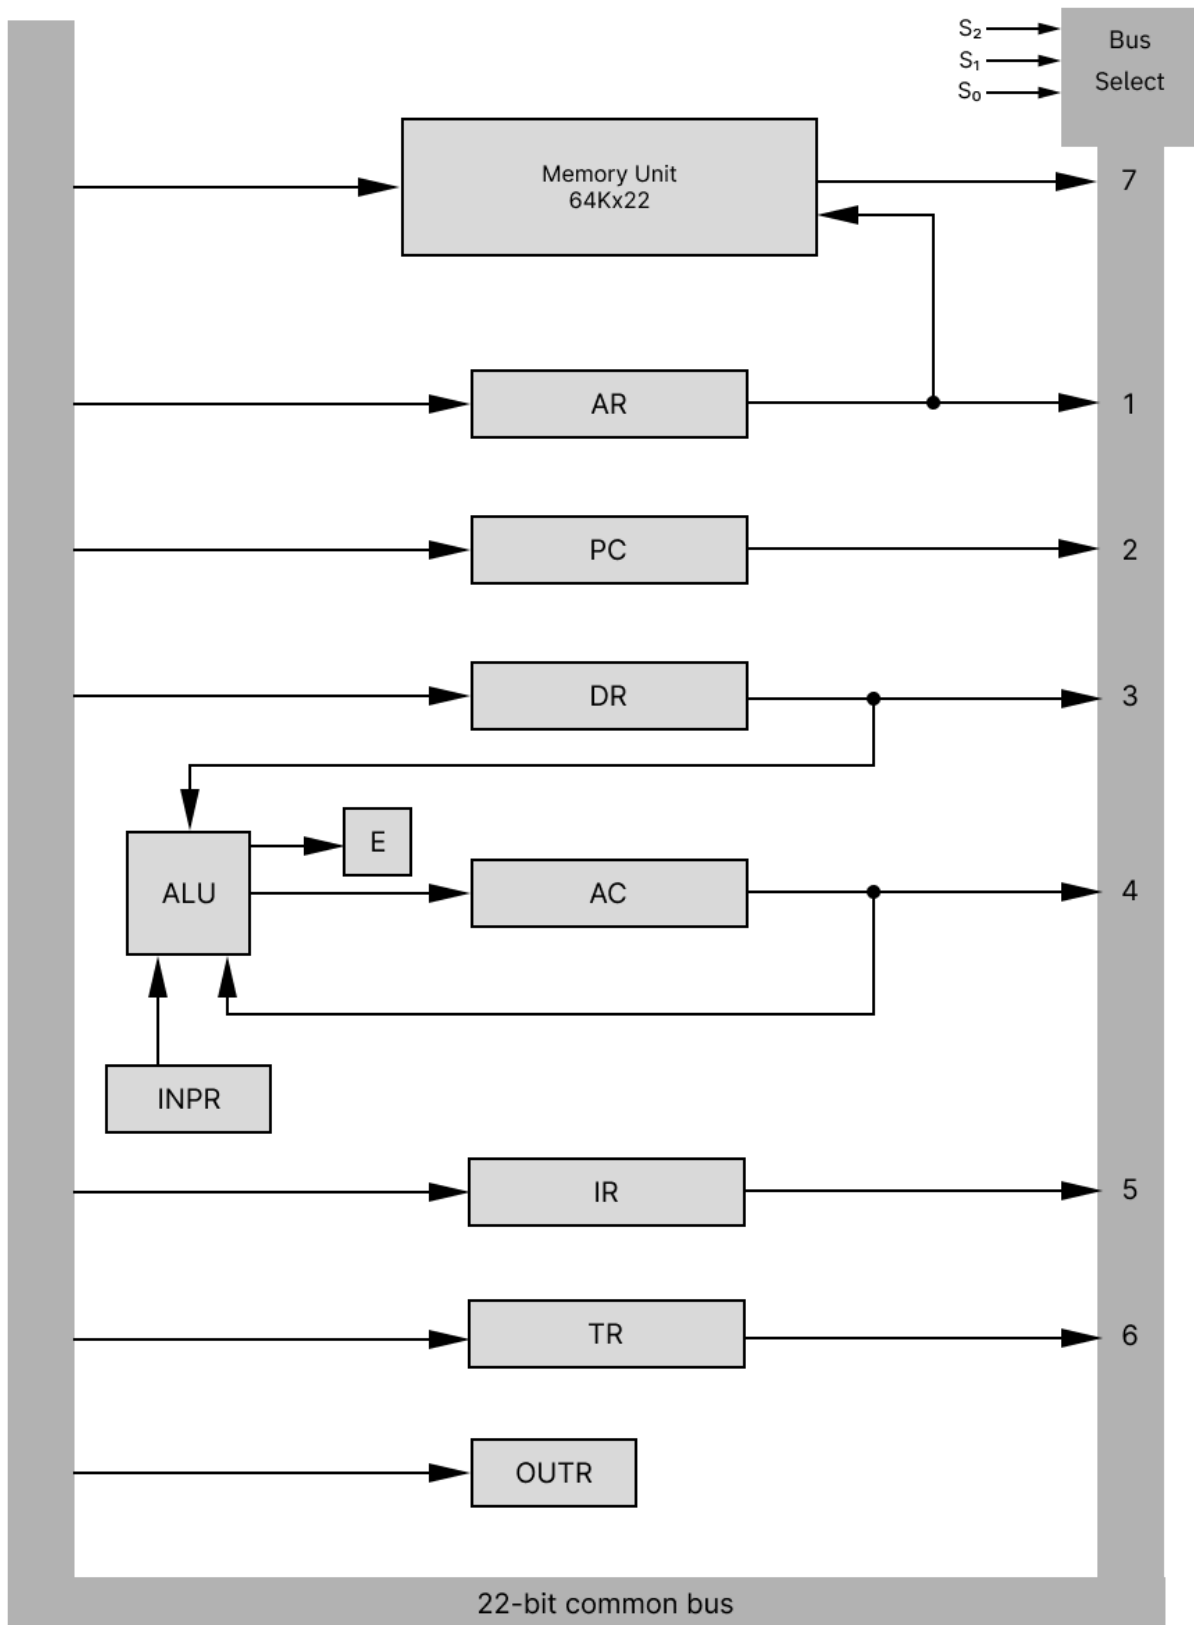 S₂
S₁
S₀
Bus
Select
Memory Unit
64Kx22
7
AR
1
PC
2
DR
3
E
ALU
AC
4
INPR
IR
5
TR
6
OUTR
22-bit common bus